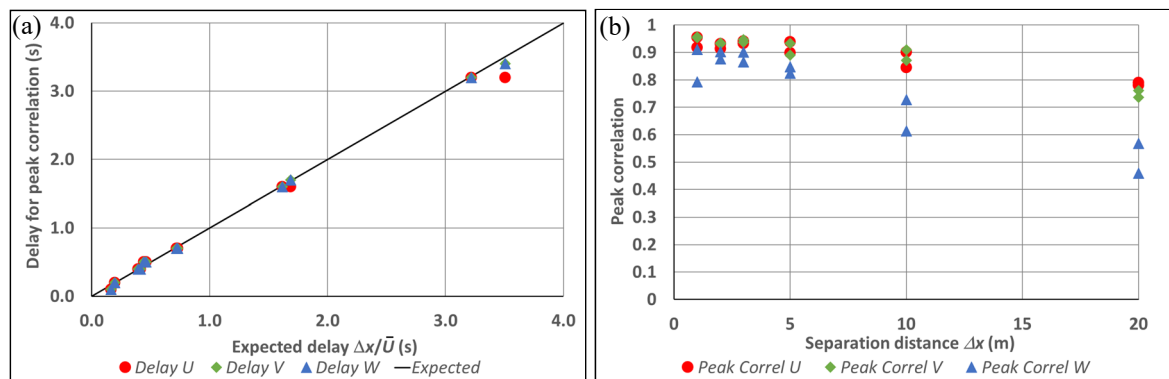 (a)
Delay for peak correlation (s)
4.0
3.0
2.0
1.0
0.0
0.0 1.0 2.0 3.0 4.0
Expected delay Δx/Ū (s)
Delay U Delay V Delay W Expected
(b)
Peak correlation
1
0.9
0.8
0.7
0.6
0.5
0.4
0.3
0.2
0.1
0
0 5 10 15 20
Separation distance Δx (m)
Peak Correl U Peak Correl V Peak Correl W